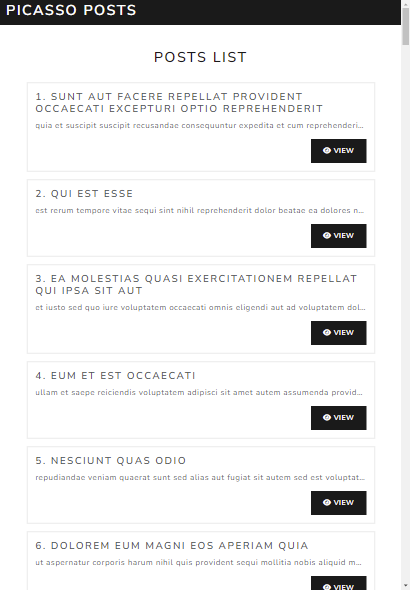 PICASSO POSTS
POSTS LIST
1. SUNT AUT FACERE REPELLAT PROVIDENT
OCCAECATI EXCEPTURI OPTIO REPREHENDERIT
quia et suscipit suscipit recusandae consequuntur expedita et cum reprehenderi...
VIEW
2. QUI EST ESSE
est rerum tempore vitae sequi sint nihil reprehenderit dolor beatae ea dolores n...
VIEW
3. EA MOLESTIAS QUASI EXERCITATIONEM REPELLAT
QUI IPSA SIT AUT
et iusto sed quo iure voluptatem occaecati omnis eligendi aut ad voluptatem dol...
VIEW
4. EUM ET EST OCCAECATI
ullam et saepe reiciendis voluptatem adipisci sit amet autem assumenda provid...
VIEW
5. NESCIUNT QUAS ODIO
repudiandae veniam quaerat sunt sed alias aut fugiat sit autem sed est voluptat...
VIEW
6. DOLOREM EUM MAGNI EOS APERIAM QUIA
ut aspernatur corporis harum nihil quis provident sequi mollitia nobis aliquid m...
VIEW